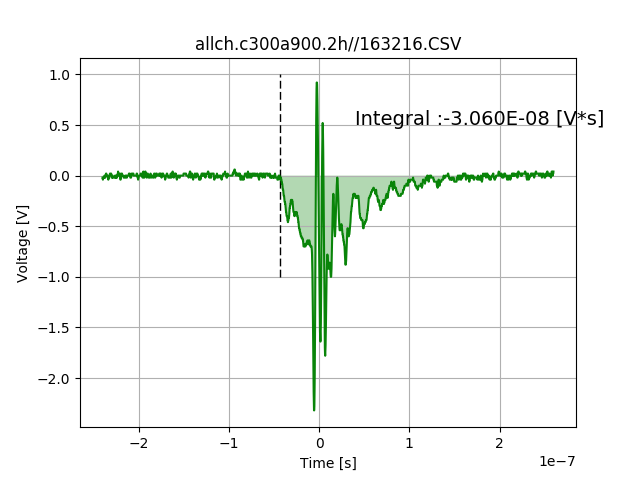 allch.c300a900.2h//163216.CSV
1.0
0.5
0.0
−0.5
−1.0
−1.5
−2.0
Voltage [V]
Integral :-3.060E-08 [V*s]
−2
−1
0
1
2
1e−7
Time [s]